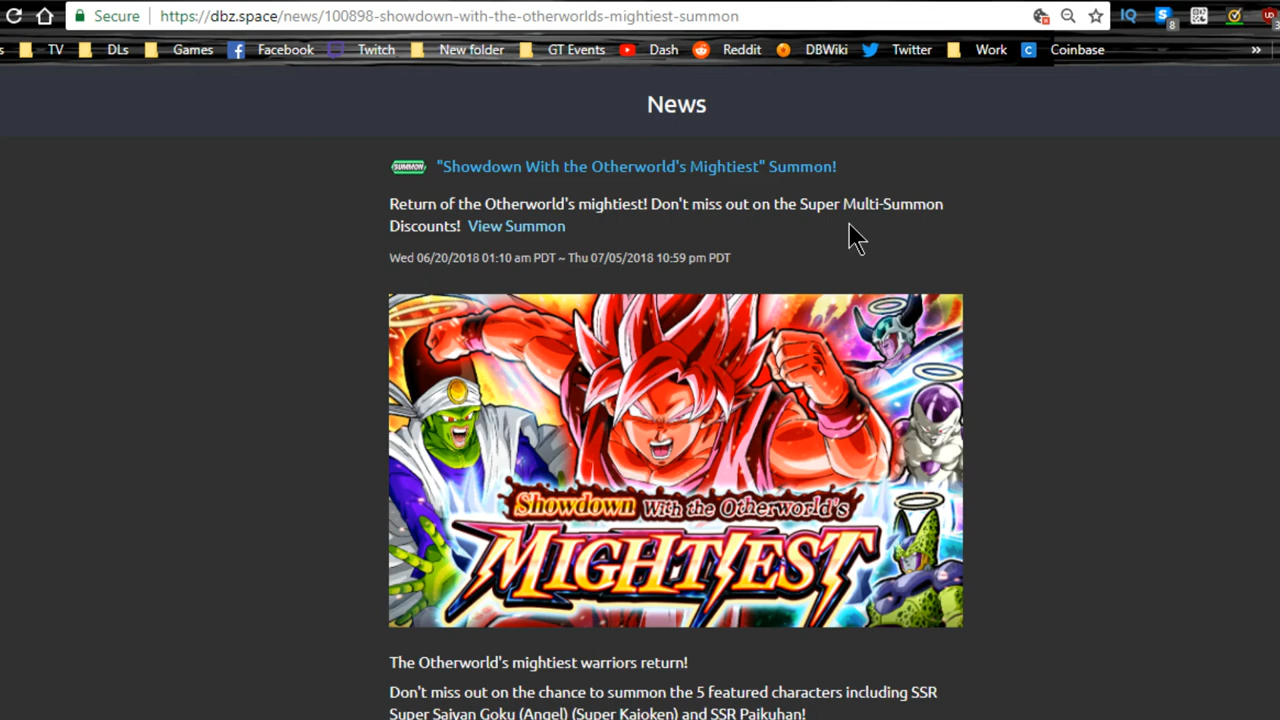 Secure https://dbz.space/news/100898-showdown-with-the-otherworlds-mightiest-summon
IQ 8
s TV DLs Games Facebook Twitch New folder GT Events Dash Reddit DBWiki Twitter Work C Coinbase »
News
SUMMON "Showdown With the Otherworld's Mightiest" Summon!
Return of the Otherworld's mightiest! Don't miss out on the Super Multi-Summon
Discounts! View Summon
Wed 06/20/2018 01:10 am PDT ~ Thu 07/05/2018 10:59 pm PDT
Showdown With the Otherworld's
MIGHTIEST
The Otherworld's mightiest warriors return!
Don't miss out on the chance to summon the 5 featured characters including SSR
Super Saiyan Goku (Angel) (Super Kaioken) and SSR Paikuhan!